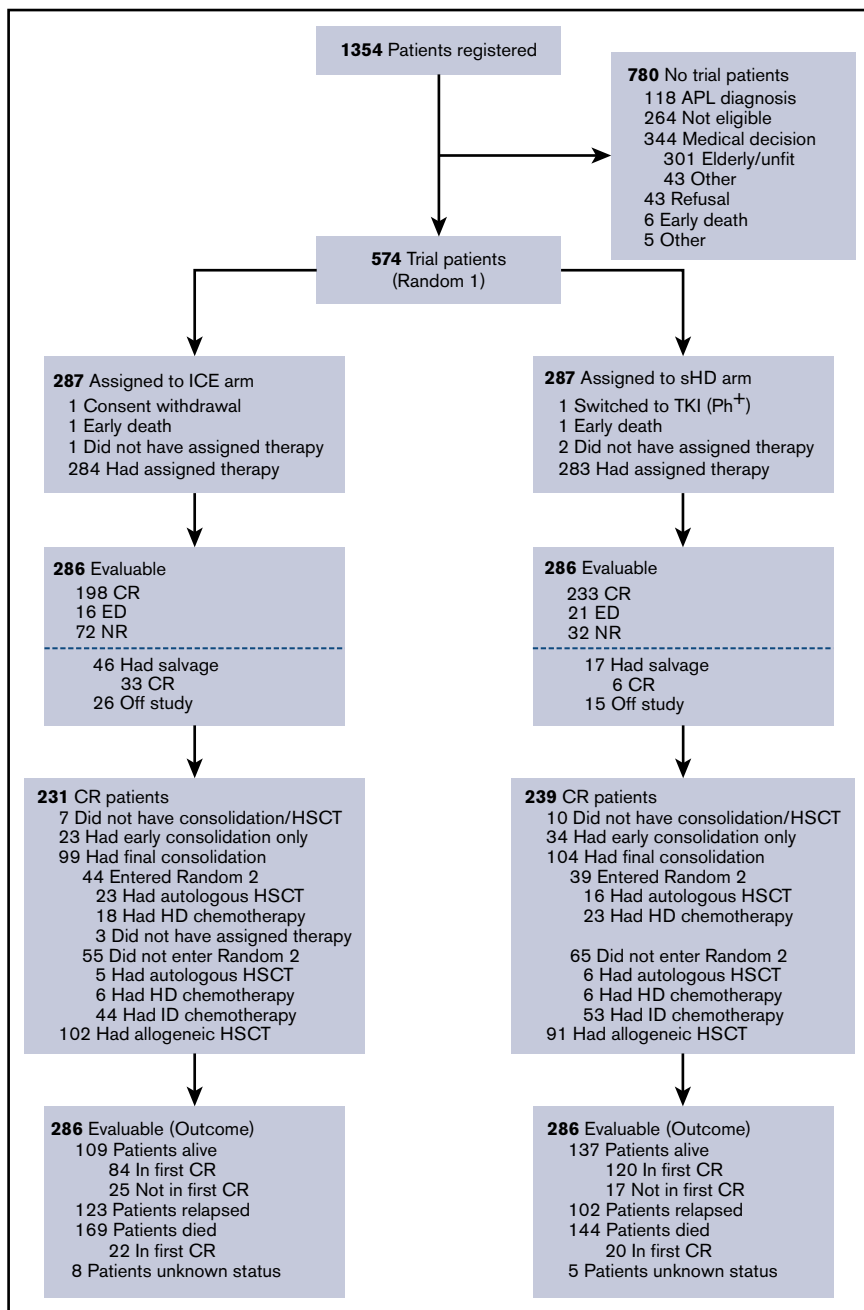 1354 Patients registered
780 No trial patients
118 APL diagnosis
264 Not eligible
344 Medical decision
301 Elderly/unfit
43 Other
43 Refusal
6 Early death
5 Other
574 Trial patients
(Random 1)
287 Assigned to ICE arm
1 Consent withdrawal
1 Early death
1 Did not have assigned therapy
284 Had assigned therapy
287 Assigned to sHD arm
1 Switched to TKI (Ph+)
1 Early death
2 Did not have assigned therapy
283 Had assigned therapy
286 Evaluable
198 CR
16 ED
72 NR
46 Had salvage
33 CR
26 Off study
286 Evaluable
233 CR
21 ED
32 NR
17 Had salvage
6 CR
15 Off study
231 CR patients
7 Did not have consolidation/HSCT
23 Had early consolidation only
99 Had final consolidation
44 Entered Random 2
23 Had autologous HSCT
18 Had HD chemotherapy
3 Did not have assigned therapy
55 Did not enter Random 2
5 Had autologous HSCT
6 Had HD chemotherapy
44 Had ID chemotherapy
102 Had allogeneic HSCT
239 CR patients
10 Did not have consolidation/HSCT
34 Had early consolidation only
104 Had final consolidation
39 Entered Random 2
16 Had autologous HSCT
23 Had HD chemotherapy
65 Did not enter Random 2
6 Had autologous HSCT
6 Had HD chemotherapy
53 Had ID chemotherapy
91 Had allogeneic HSCT
286 Evaluable (Outcome)
109 Patients alive
84 In first CR
25 Not in first CR
123 Patients relapsed
169 Patients died
22 In first CR
8 Patients unknown status
286 Evaluable (Outcome)
137 Patients alive
120 In first CR
17 Not in first CR
102 Patients relapsed
144 Patients died
20 In first CR
5 Patients unknown status